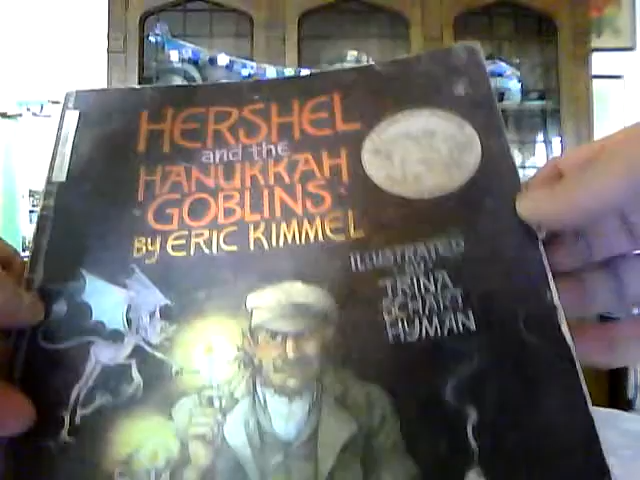 HERSHEL
and the
HANUKKAH
GOBLINS
BY ERIC KIMMEL
ILLUSTRATED
BY
TRINA
SCHART
HYMAN